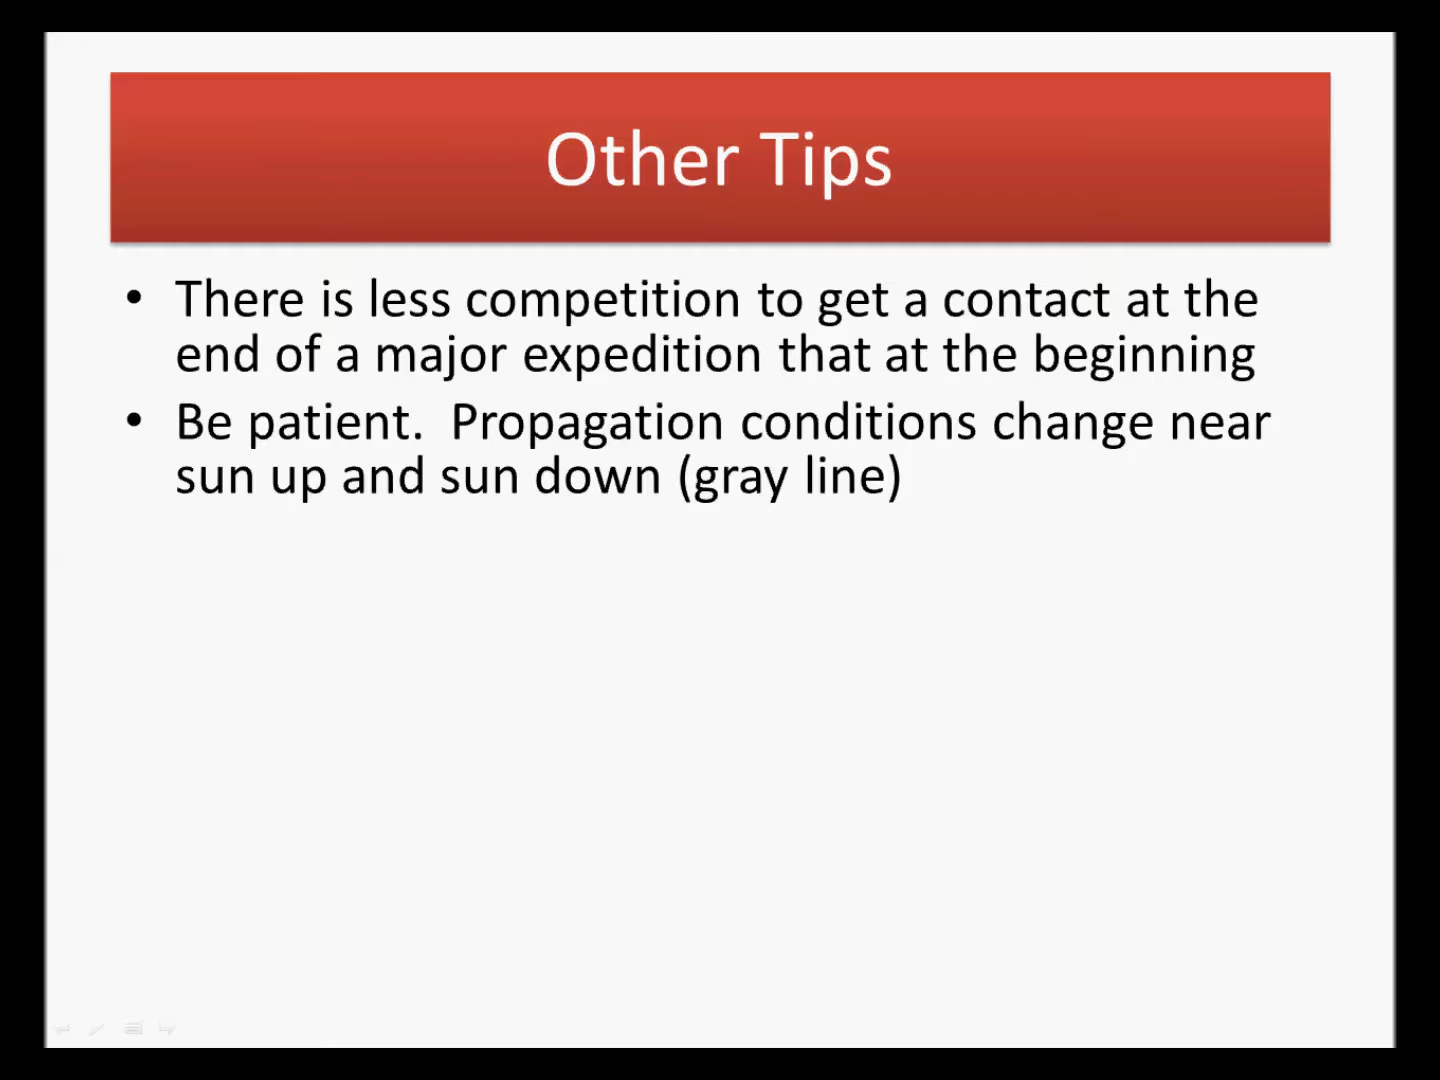 Other Tips
• There is less competition to get a contact at the
end of a major expedition that at the beginning
• Be patient.  Propagation conditions change near
sun up and sun down (gray line)